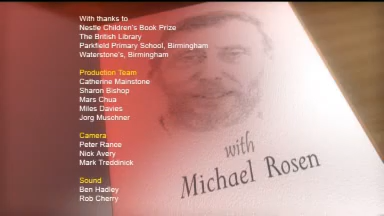 With thanks to
Nestle Children's Book Prize
The British Library
Parkfield Primary School, Birmingham
Waterstone's, Birmingham
Production Team
Catherine Mainstone
Sharon Bishop
Mars Chua
Miles Davies
Jorg Muschner
Camera
Peter Rance
Nick Avery
Mark Treddinick
Sound
Ben Hadley
Rob Cherry
with
Michael Rosen